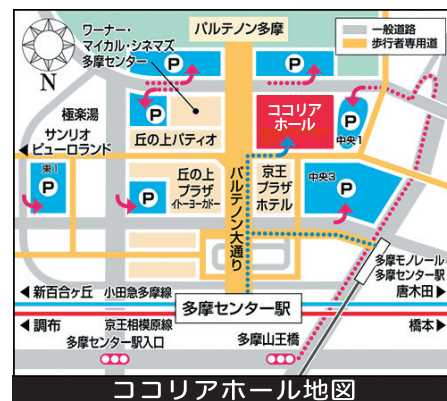 パルテノン多摩
一般道路
歩行者専用道
ワーナー・
マイカル・シネマズ
多摩センター
P
P
N
極楽湯
サンリオ
ピューロランド
P
丘の上パティオ
ココリア
ホール
P
中央1
東1
P
丘の上
プラザ
イトーヨーカドー
P
パルテノン大通り
京王
プラザ
ホテル
中央3
P
多摩モノレール
多摩センター駅
新百合ヶ丘
小田急多摩線
多摩センター駅
唐木田
調布
京王相模原線
橋本
多摩センター駅入口
多摩山王橋
ココリアホール地図